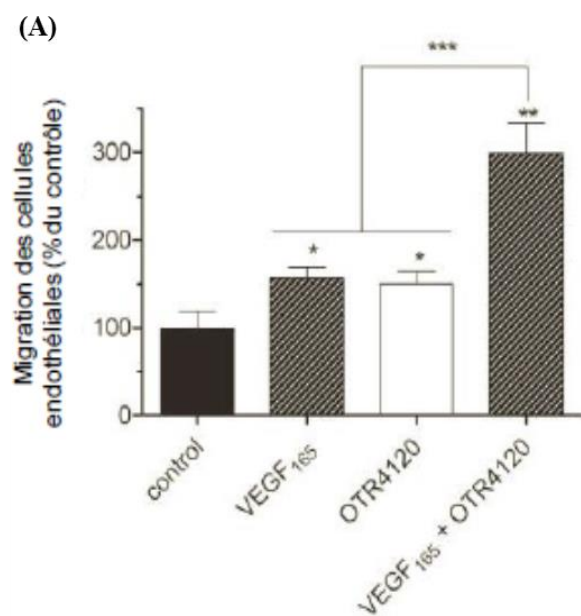 (A)
***
**
*
*
Migration des cellules
endothéliales (% du contrôle)
300
200
100
0
control
VEGF165
OTR4120
VEGF165 + OTR4120